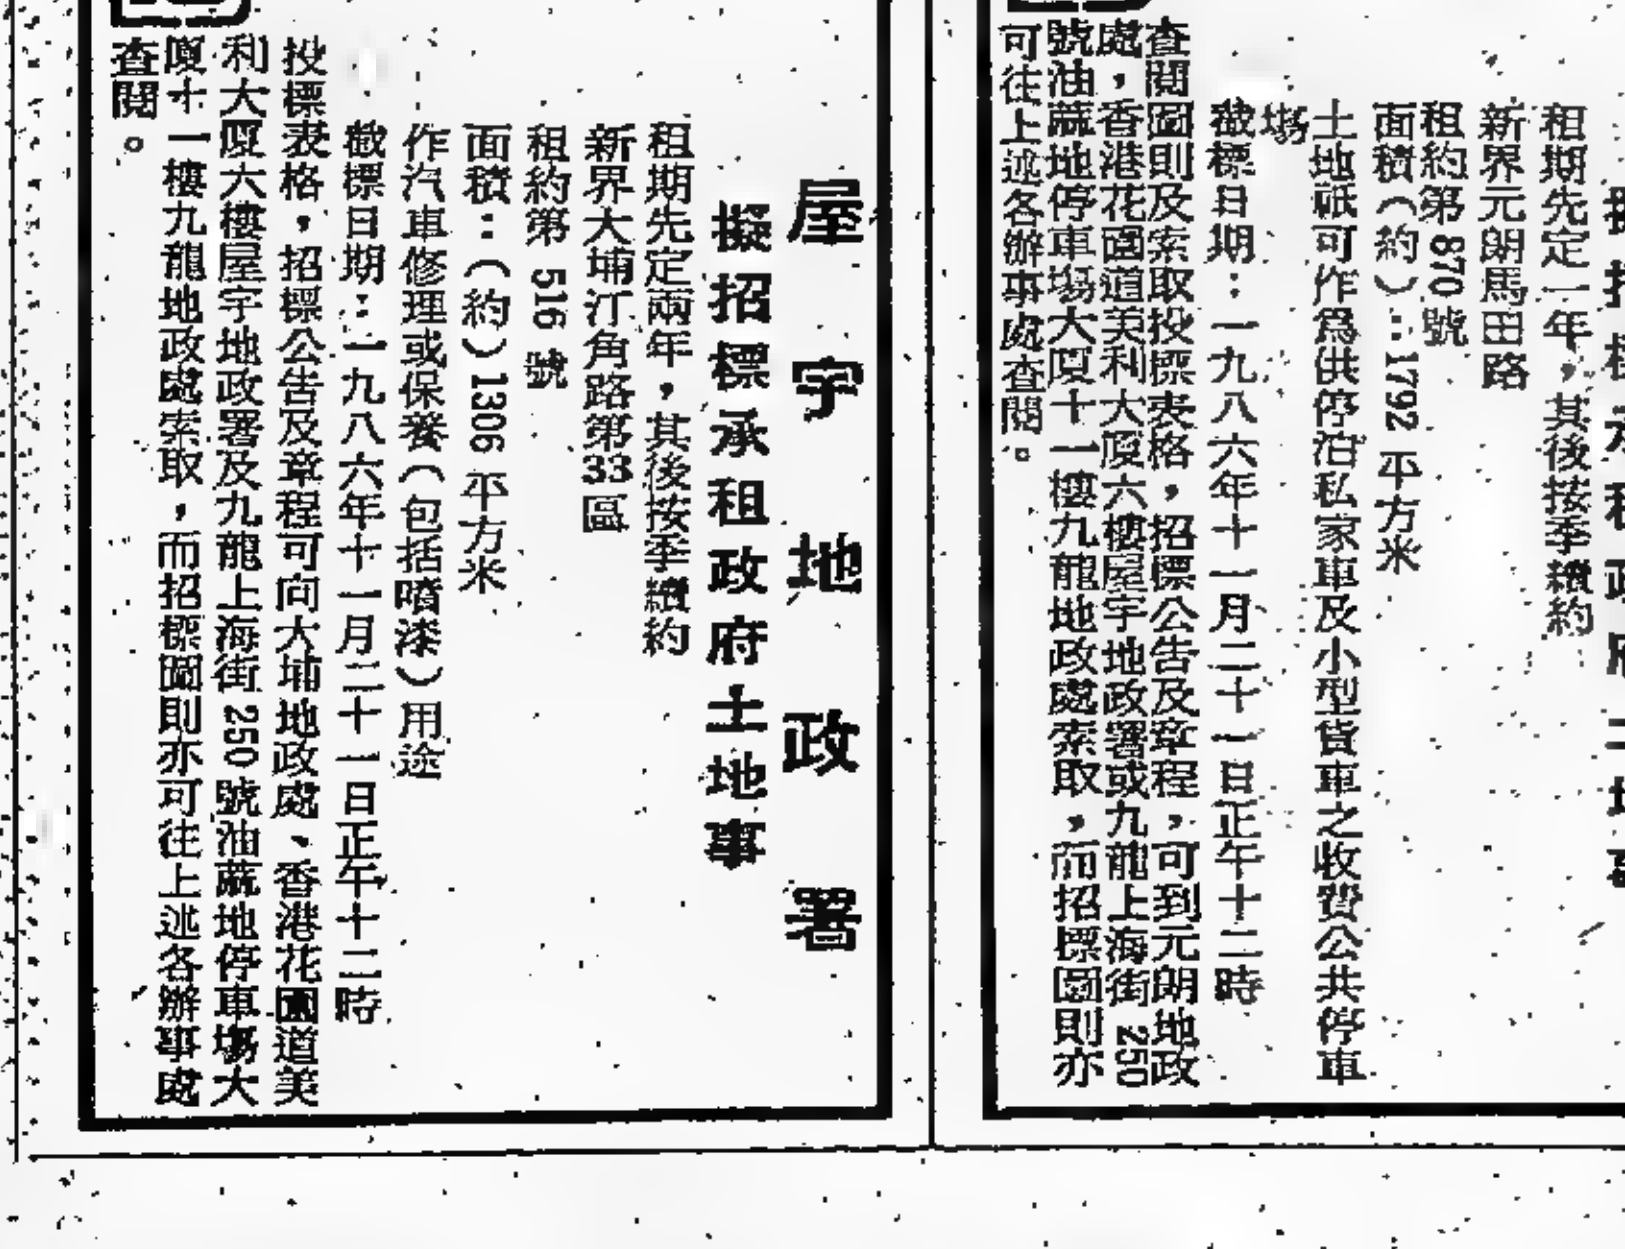 擬招標承租政府土地事
租期先定一年，其後按季續約
新界元朗馬田路
租約第870號
面積（約）：1792平方米
土地祇可作爲供停泊私家車及小型貨車之收費公共停車
場
截標日期：一九八六年十一月二十一日正午十二時
查閱圖則及索取投標表格，招標公告及章程，可到元朗地政
處，香港花園道美利大廈六樓屋宇地政署或九龍上海街250
號油蔴地停車場大廈十一樓九龍地政處索取，而招標圖則亦
可往上述各辦事處查閱。
屋宇地政署
擬招標承租政府土地事
租期先定兩年，其後按季續約
新界大埔汀角路第33區
租約第516號
面積：（約）1306平方米
作汽車修理或保養（包括噴漆）用途
截標日期：一九八六年十一月二十一日正午十二時
投標表格，招標公告及章程可向大埔地政處、香港花園道美
利大廈六樓屋宇地政署及九龍上海街250號油蔴地停車場大
廈十一樓九龍地政處索取，而招標圖則亦可往上述各辦事處
查閱。